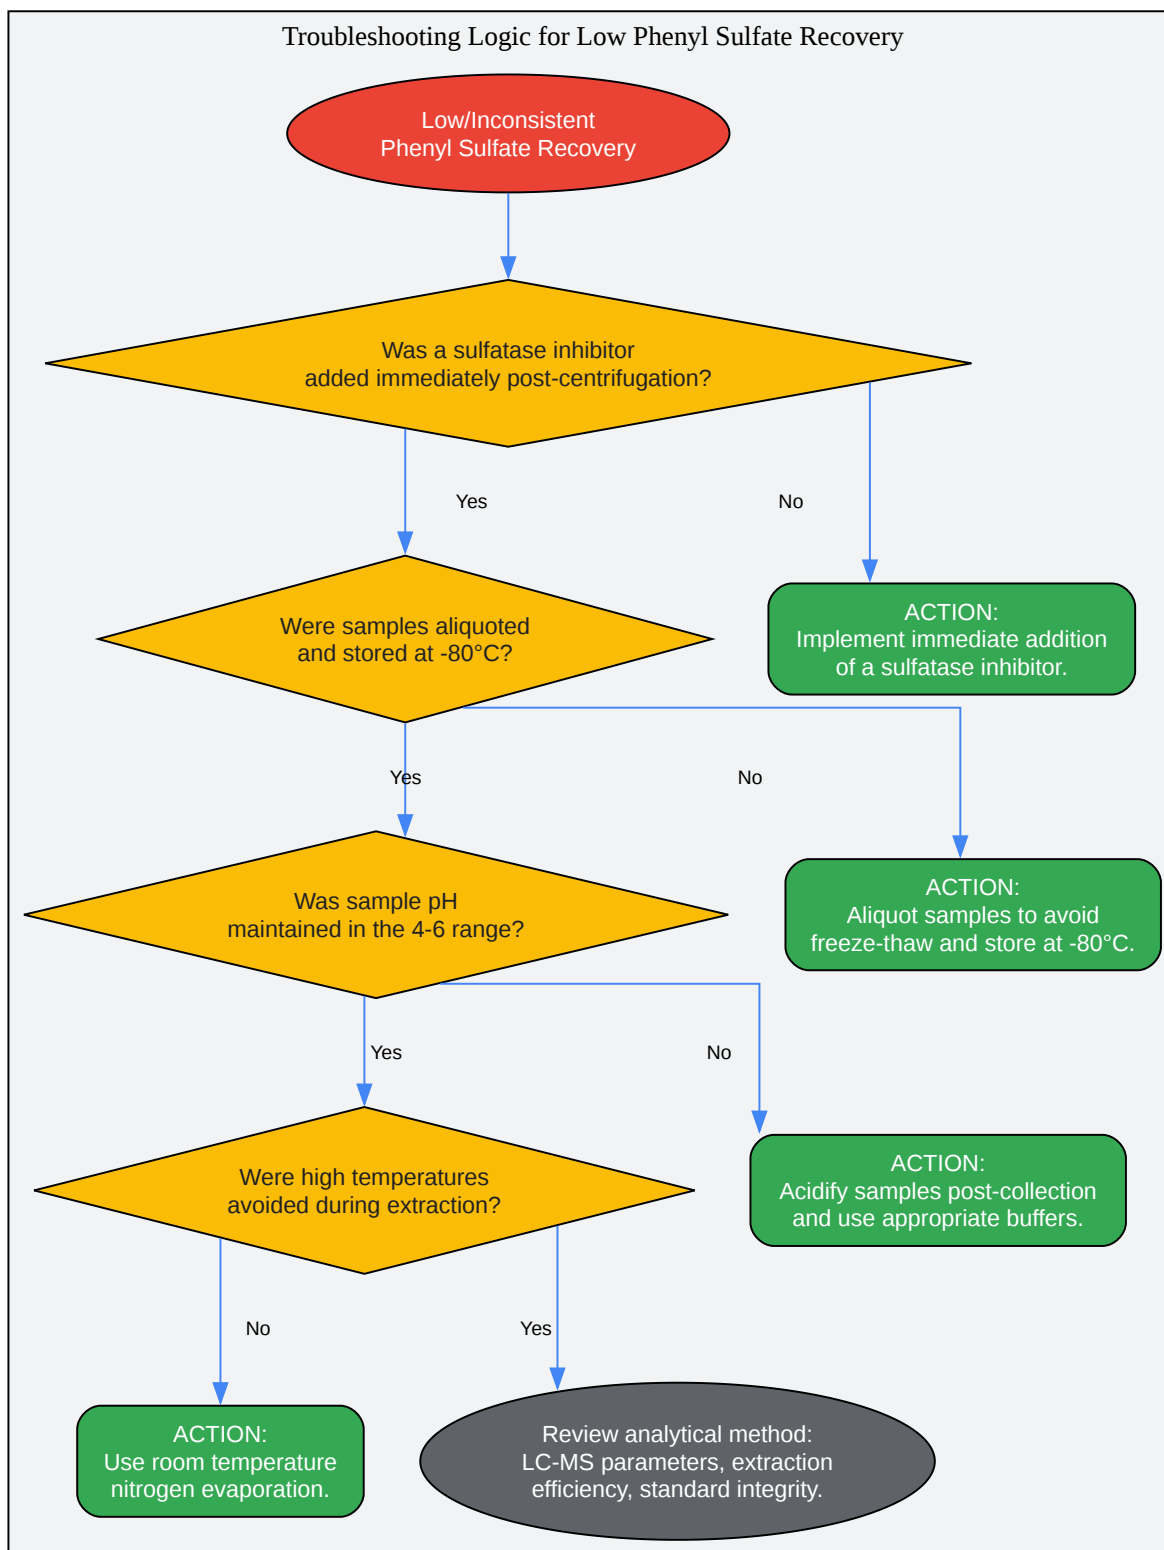 Troubleshooting Logic for Low Phenyl Sulfate Recovery
Low/Inconsistent
Phenyl Sulfate Recovery
Was a sulfatase inhibitor
added immediately post-centrifugation?
Yes
No
Were samples aliquoted
and stored at -80°C?
ACTION:
Implement immediate addition
of a sulfatase inhibitor.
Yes
No
Was sample pH
maintained in the 4-6 range?
ACTION:
Aliquot samples to avoid
freeze-thaw and store at -80°C.
Yes
No
Were high temperatures
avoided during extraction?
ACTION:
Acidify samples post-collection
and use appropriate buffers.
No
Yes
ACTION:
Use room temperature
nitrogen evaporation.
Review analytical method:
LC-MS parameters, extraction
efficiency, standard integrity.